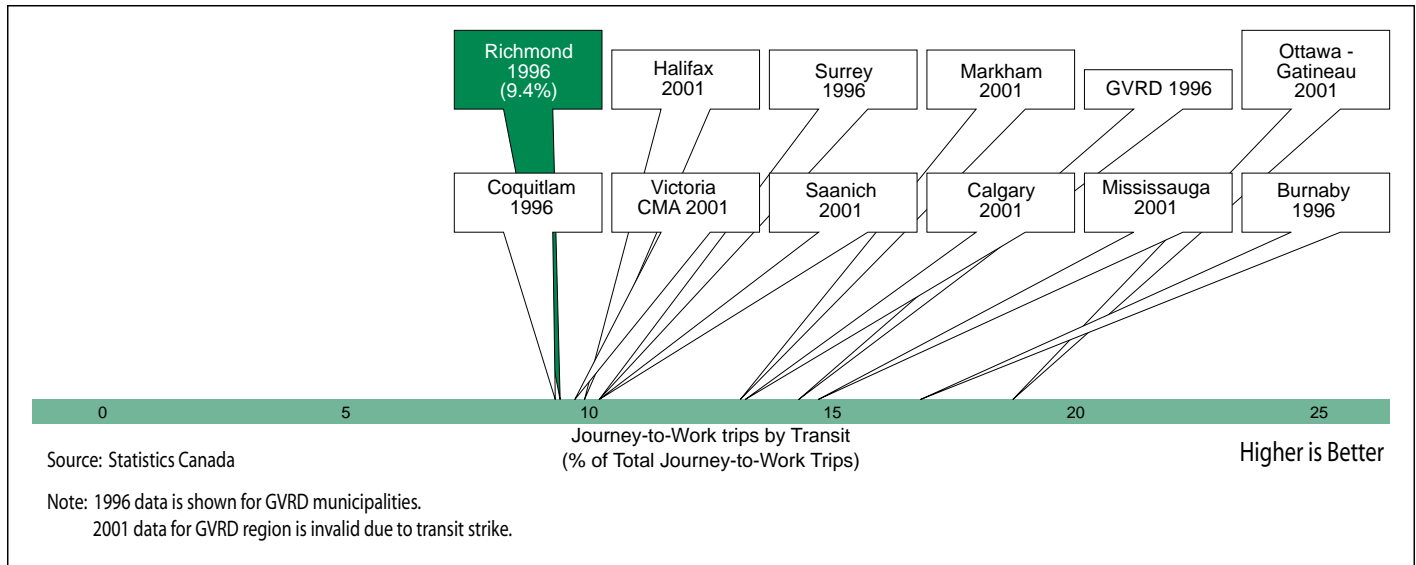 Richmond
1996
(9.4%)
Halifax
2001
Surrey
1996
Markham
2001
GVRD 1996
Ottawa -
Gatineau
2001
Coquitlam
1996
Victoria
CMA 2001
Saanich
2001
Calgary
2001
Mississauga
2001
Burnaby
1996
0 5 10 15 20 25
Journey-to-Work trips by Transit
(% of Total Journey-to-Work Trips)
Higher is Better
Source: Statistics Canada
Note: 1996 data is shown for GVRD municipalities.
2001 data for GVRD region is invalid due to transit strike.